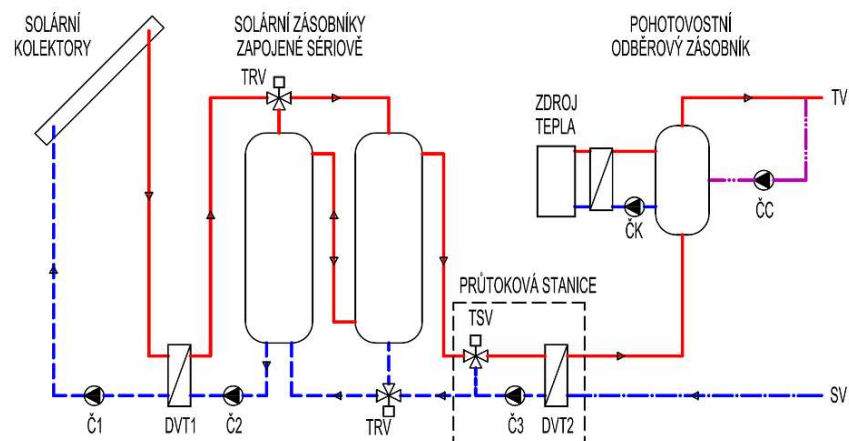 SOLÁRNÍ
KOLEKTORY
SOLÁRNÍ ZÁSOBNÍKY
ZAPOJENÉ SÉRIOVĚ
POHOTOVOSTNÍ
ODBĚROVÝ ZÁSOBNÍK
TRV
ZDROJ
TEPLA
TV
ČC
ČK
PRŮTOKOVÁ STANICE
TSV
SV
Č1
DVT1
Č2
TRV
Č3
DVT2